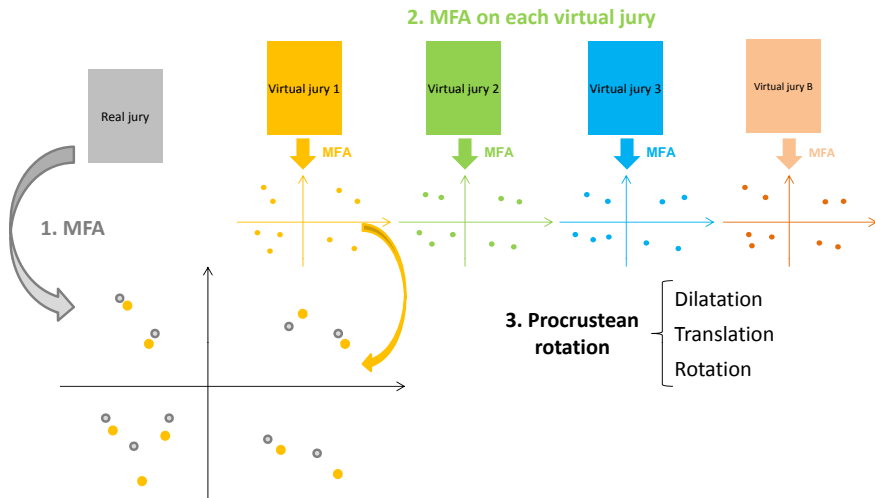 2. MFA on each virtual jury
Real jury
Virtual jury 1
Virtual jury 2
Virtual jury 3
Virtual jury B
MFA
MFA
MFA
MFA
1. MFA
3. Procrustean
rotation
Dilatation
Translation
Rotation